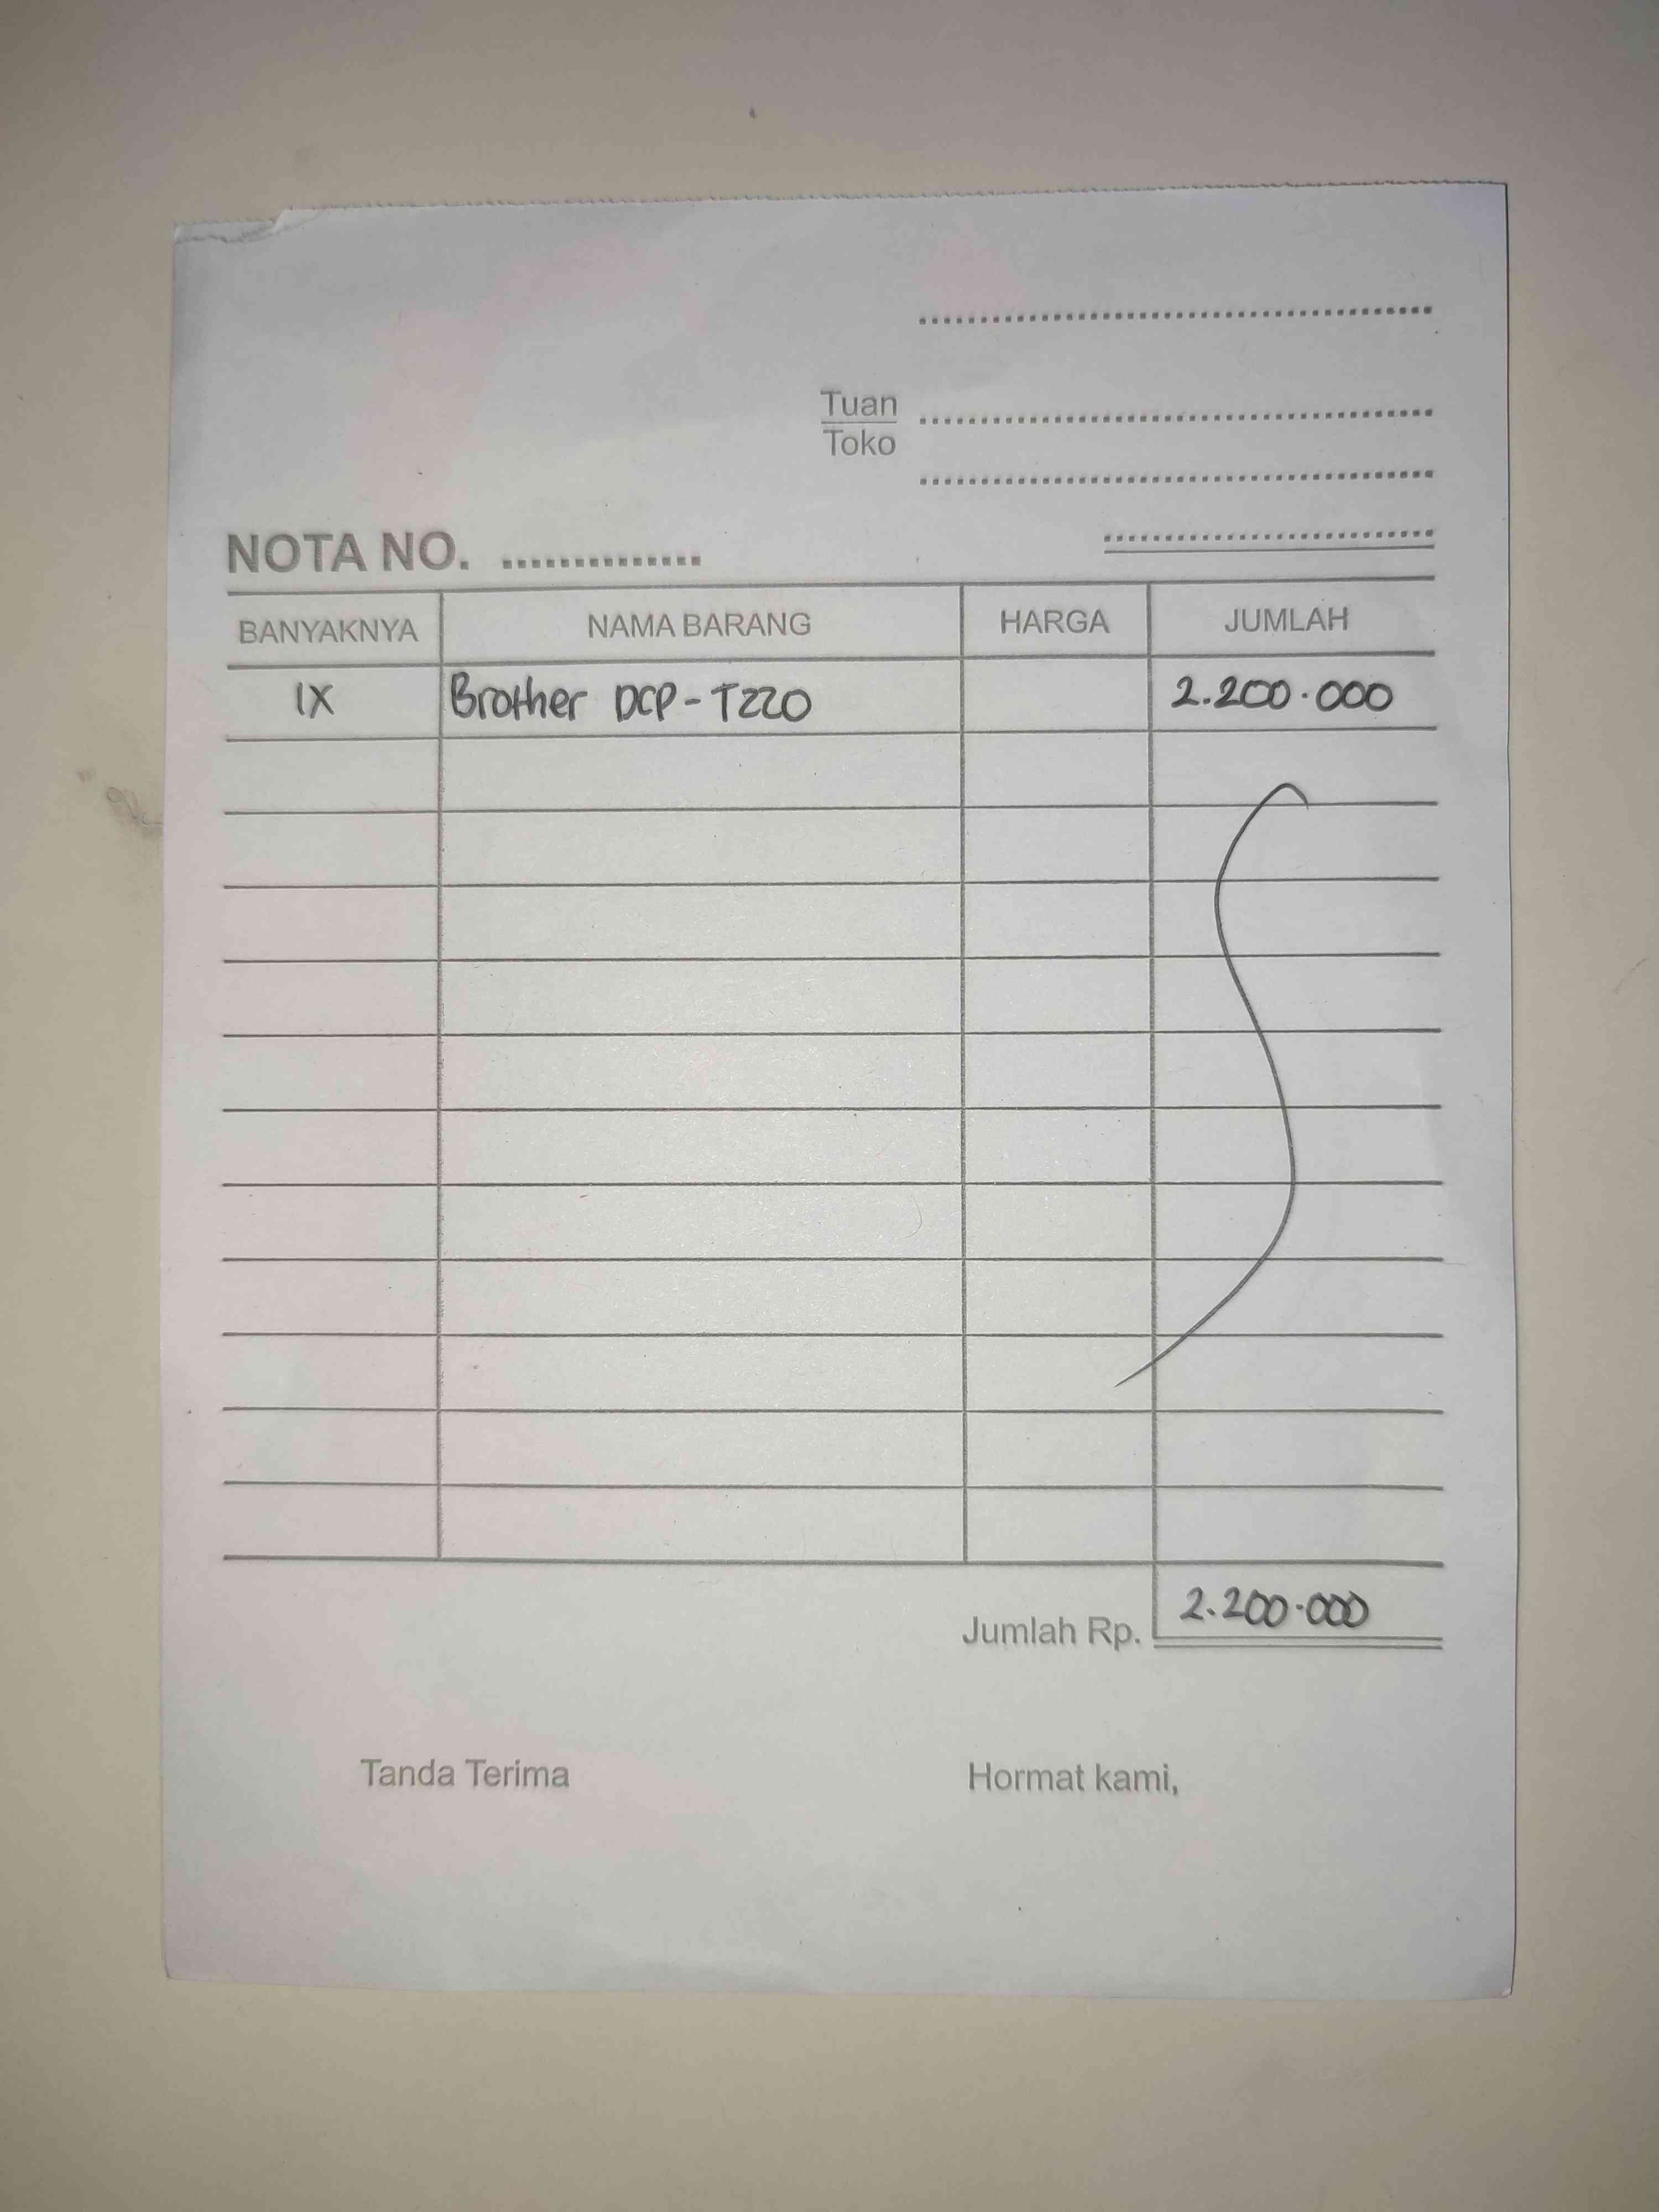 Tuan
Toko
NOTA NO. ..............
BANYAKNYA NAMA BARANG HARGA JUMLAH
1X Brother DCP-T220 2.200.000
Jumlah Rp. 2.200.000
Tanda Terima Hormat kami,